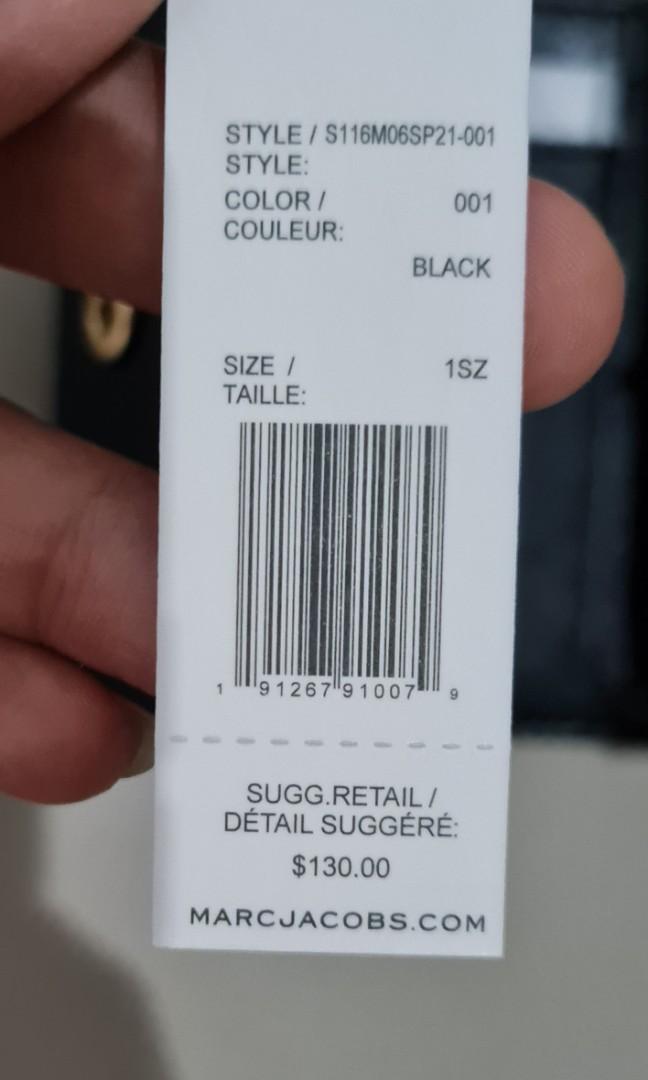 STYLE / S116M06SP21-001
STYLE:
COLOR / 001
COULEUR:
BLACK
SIZE / 1SZ
TAILLE:
1 91267 91007 9
SUGG.RETAIL /
DÉTAIL SUGGÉRÉ:
$130.00
MARCJACOBS.COM